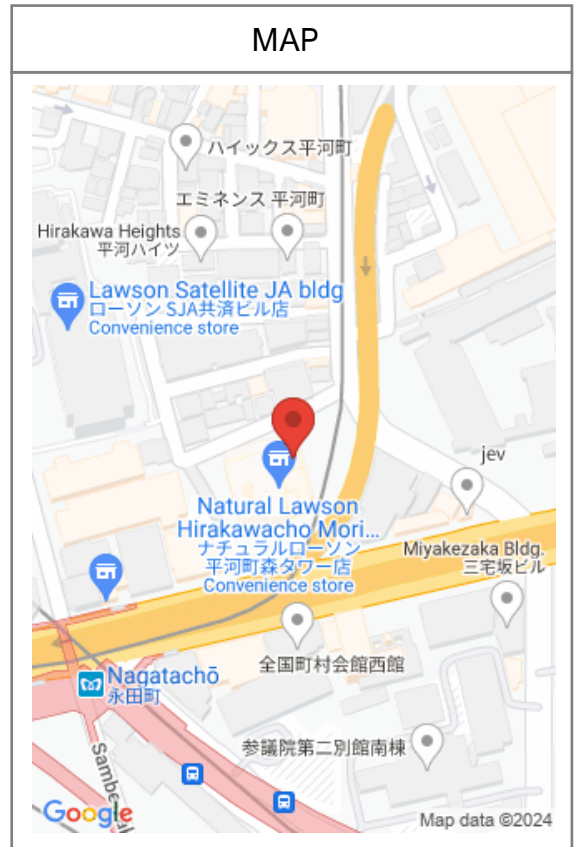 MAP
ハイックス平河町
エミネンス 平河町
Hirakawa Heights
平河ハイツ
Lawson Satellite JA bldg
ローソン SJA共済ビル店
Convenience store
jev
Natural Lawson
Hirakawacho Mori...
ナチュラルローソン
平河町森タワー店
Convenience store
Miyakezaka Bldg.
三宅坂ビル
全国町村会館西館
Nagatachō
永田町
参議院第二別館南棟
Google
Map data ©2024